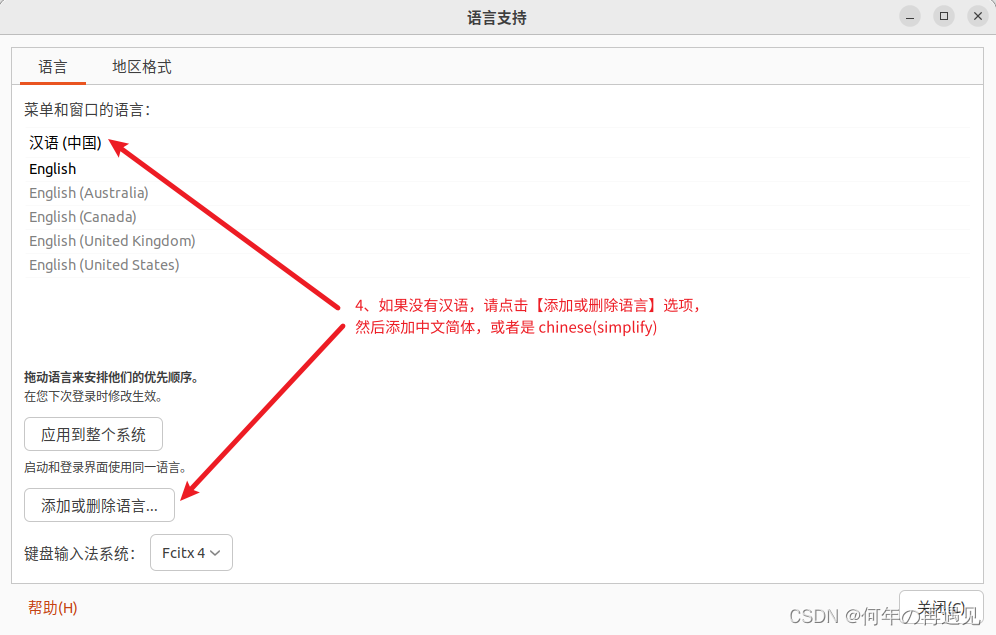 语言支持
语言 地区格式
菜单和窗口的语言：
汉语 (中国)
English
English (Australia)
English (Canada)
English (United Kingdom)
English (United States)
4、如果没有汉语，请点击【添加或删除语言】选项，
然后添加中文简体，或者是 chinese(simplify)
拖动语言来安排他们的优先顺序。
在您下次登录时修改生效。
应用到整个系统
启动和登录界面使用同一语言。
添加或删除语言...
键盘输入法系统： Fcitx 4
帮助(H) 关闭(C)
CSDN @何年の再遇见